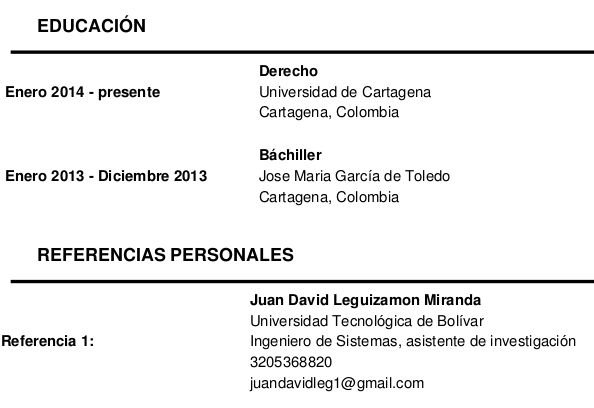 EDUCACIÓN
Derecho
Enero 2014 - presente Universidad de Cartagena
Cartagena, Colombia
Báchiller
Enero 2013 - Diciembre 2013 Jose Maria García de Toledo
Cartagena, Colombia
REFERENCIAS PERSONALES
Juan David Leguizamon Miranda
Universidad Tecnológica de Bolívar
Referencia 1: Ingeniero de Sistemas, asistente de investigación
3205368820
juandavidleg1@gmail.com